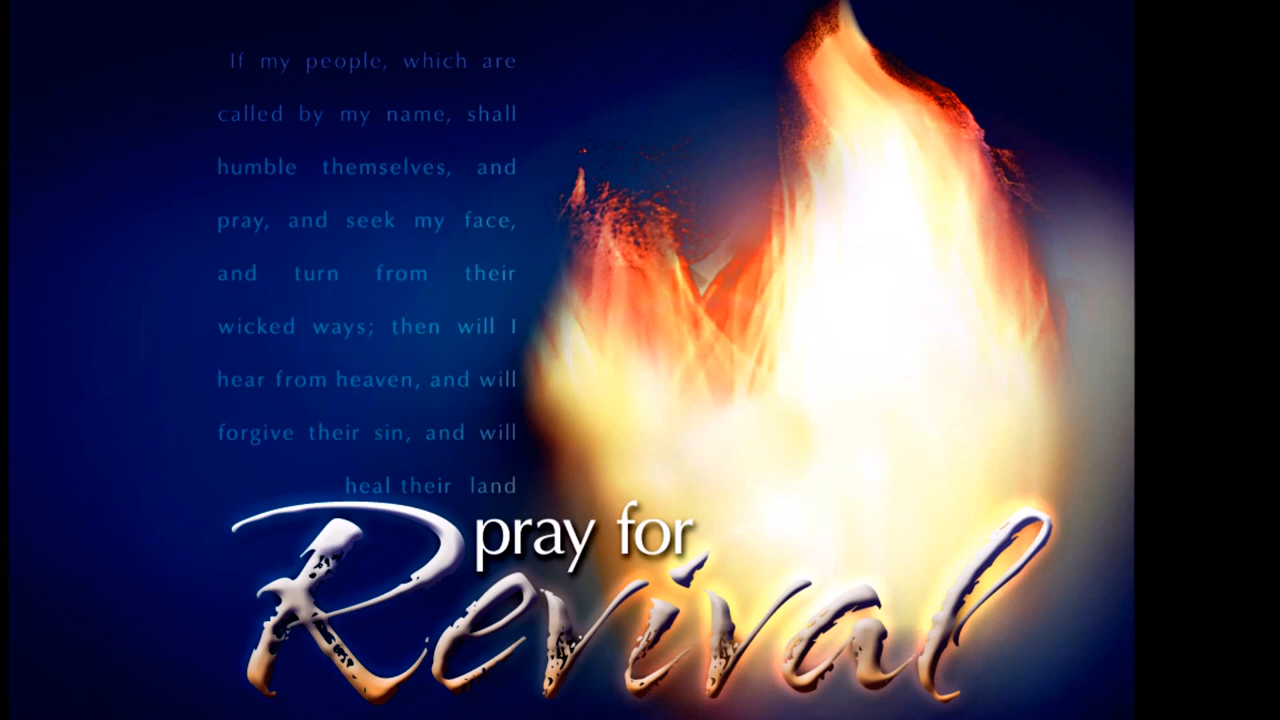 If my people, which are
called by my name, shall
humble themselves, and
pray, and seek my face,
and turn from their
wicked ways; then will I
hear from heaven, and will
forgive their sin, and will
heal their land
pray for
Revival